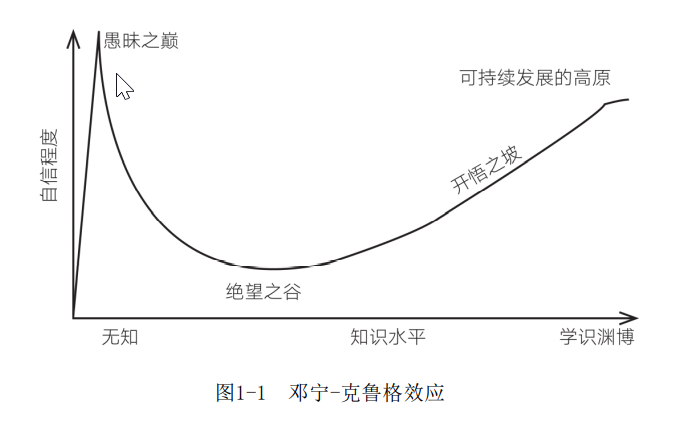 愚昧之巅
可持续发展的高原
自信程度
开悟之坡
绝望之谷
无知
知识水平
学识渊博
图1-1 邓宁-克鲁格效应